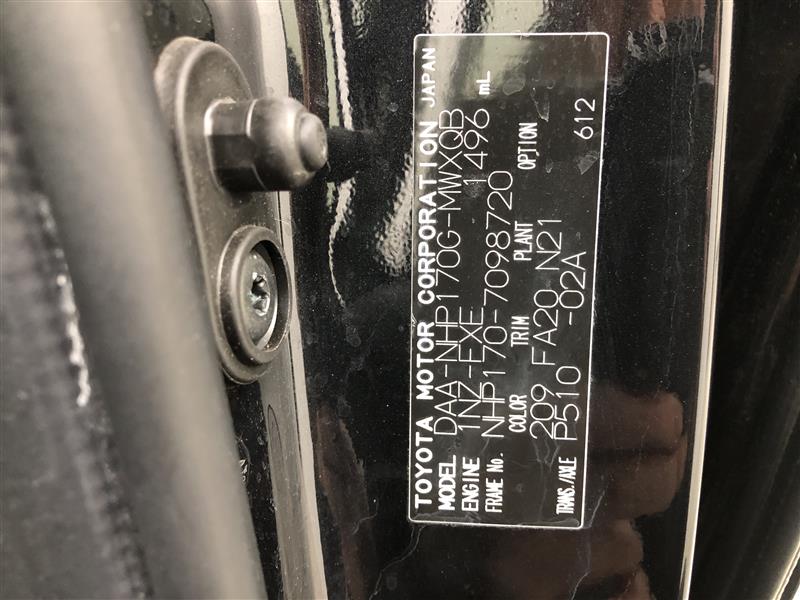 TOYOTA MOTOR CORPORATION JAPAN
MODEL DAA-NHP170G-MWXQB
ENGINE 1NZ-FXE 1496 mL
FRAME No. NHP170-7098720
COLOR TRIM PLANT OPTION
209 FA20 N21 612
TRANS./AXLE P510 -02A